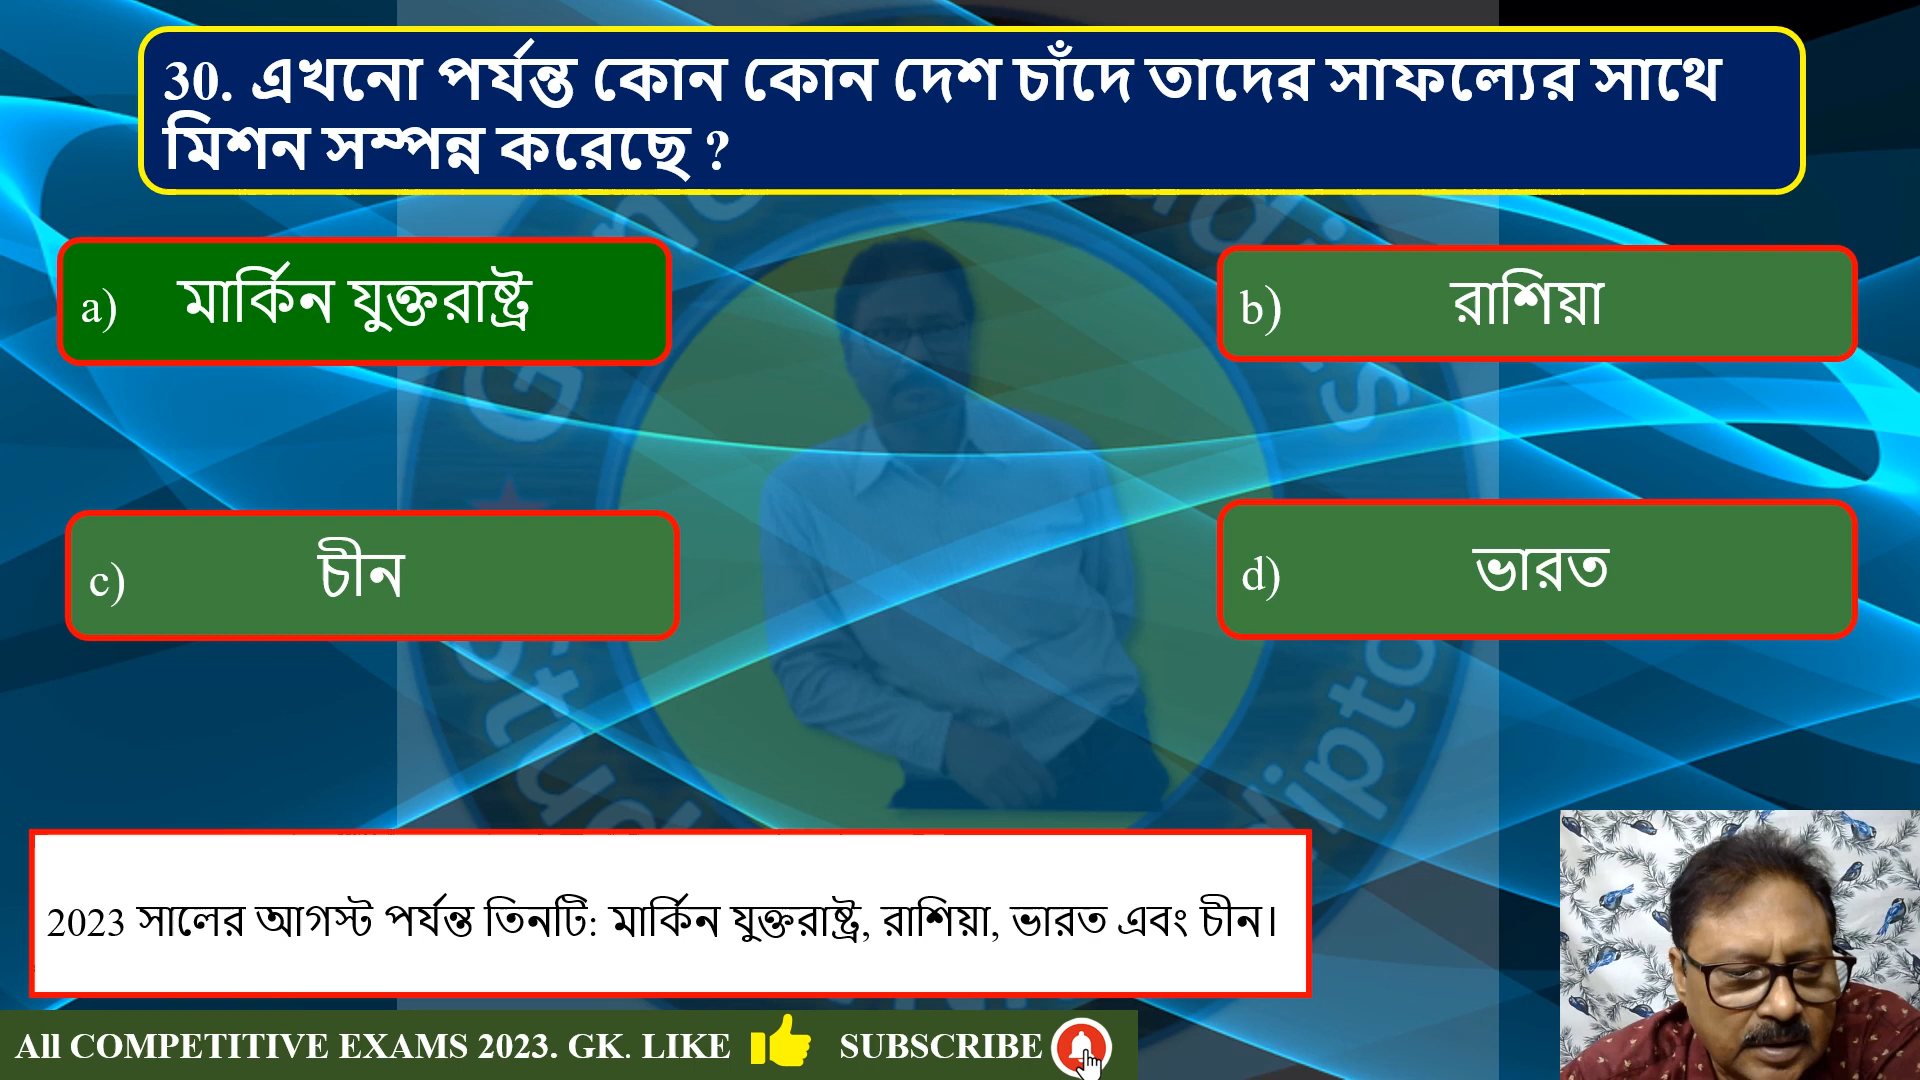 30. এখনো পর্যন্ত কোন কোন দেশ চাঁদে তাদের সাফল্যের সাথে
মিশন সম্পন্ন করেছে ?
a) মার্কিন যুক্তরাষ্ট্র
b) রাশিয়া
c) চীন
d) ভারত
2023 সালের আগস্ট পর্যন্ত তিনটি: মার্কিন যুক্তরাষ্ট্র, রাশিয়া, ভারত এবং চীন।
All COMPETITIVE EXAMS 2023. GK. LIKE SUBSCRIBE